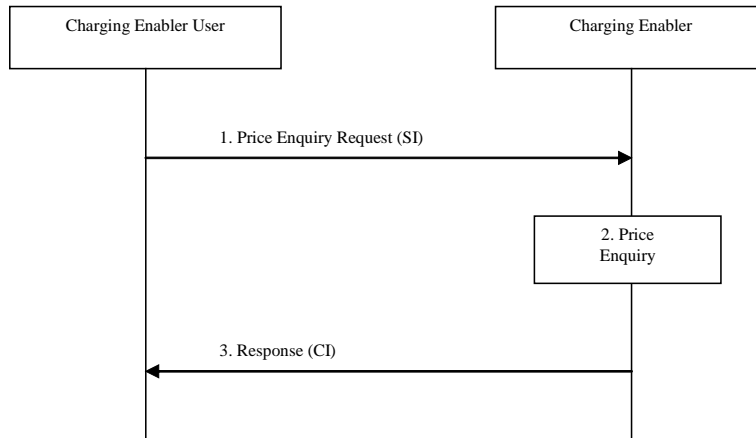 Charging Enabler User
Charging Enabler
1. Price Enquiry Request (SI)
2. Price
Enquiry
3. Response (CI)